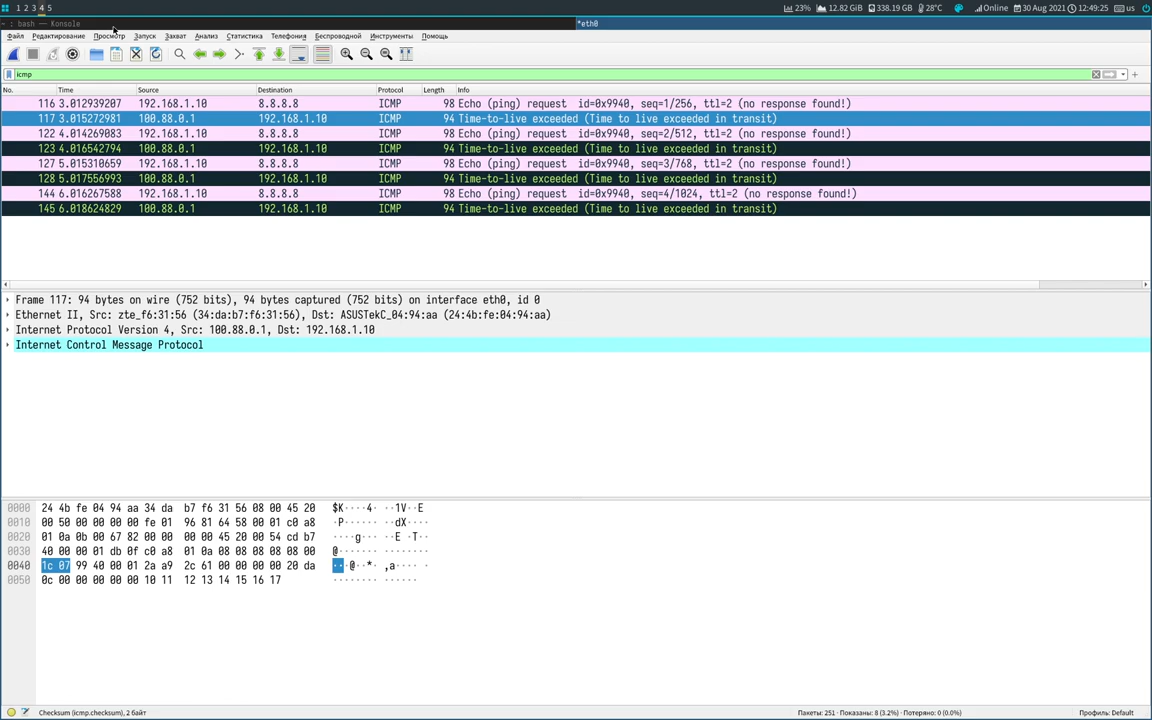 1 2 3 4 5 23% 12.82 GiB 338.19 GB 28°C Online 30 Aug 2021 12:49:25 us
~ : bash — Konsole *eth0
Файл Редактирование Просмотр Запуск Захват Анализ Статистика Телефония Беспроводной Инструменты Помощь
icmp
No. Time Source Destination Protocol Length Info
116 3.012939207 192.168.1.10 8.8.8.8 ICMP 98 Echo (ping) request id=0x9940, seq=1/256, ttl=2 (no response found!)
117 3.015272981 100.88.0.1 192.168.1.10 ICMP 94 Time-to-live exceeded (Time to live exceeded in transit)
122 4.014269083 192.168.1.10 8.8.8.8 ICMP 98 Echo (ping) request id=0x9940, seq=2/512, ttl=2 (no response found!)
123 4.016542794 100.88.0.1 192.168.1.10 ICMP 94 Time-to-live exceeded (Time to live exceeded in transit)
127 5.015310659 192.168.1.10 8.8.8.8 ICMP 98 Echo (ping) request id=0x9940, seq=3/768, ttl=2 (no response found!)
128 5.017556993 100.88.0.1 192.168.1.10 ICMP 94 Time-to-live exceeded (Time to live exceeded in transit)
144 6.016267588 192.168.1.10 8.8.8.8 ICMP 98 Echo (ping) request id=0x9940, seq=4/1024, ttl=2 (no response found!)
145 6.018624829 100.88.0.1 192.168.1.10 ICMP 94 Time-to-live exceeded (Time to live exceeded in transit)
Frame 117: 94 bytes on wire (752 bits), 94 bytes captured (752 bits) on interface eth0, id 0
Ethernet II, Src: zte_f6:31:56 (34:da:b7:f6:31:56), Dst: ASUSTekC_04:94:aa (24:4b:fe:04:94:aa)
Internet Protocol Version 4, Src: 100.88.0.1, Dst: 192.168.1.10
Internet Control Message Protocol
0000 24 4b fe 04 94 aa 34 da b7 f6 31 56 08 00 45 20 $K····4· ··1V··E
0010 00 50 00 00 00 00 fe 01 96 81 64 58 00 01 c0 a8 ·P······ ··dX····
0020 01 0a 0b 00 67 82 00 00 00 00 45 20 00 54 cd b7 ····g··· ··E ·T··
0030 40 00 00 01 db 0f c0 a8 01 0a 08 08 08 08 08 00 @······· ········
0040 1c 07 99 40 00 01 2a a9 2c 61 00 00 00 00 20 da ···@··*· ,a···· ·
0050 0c 00 00 00 00 00 10 11 12 13 14 15 16 17 ········ ······
Checksum (icmp.checksum), 2 байт Пакеты: 251 · Показаны: 8 (3.2%) · Потеряно: 0 (0.0%) Профиль: Default